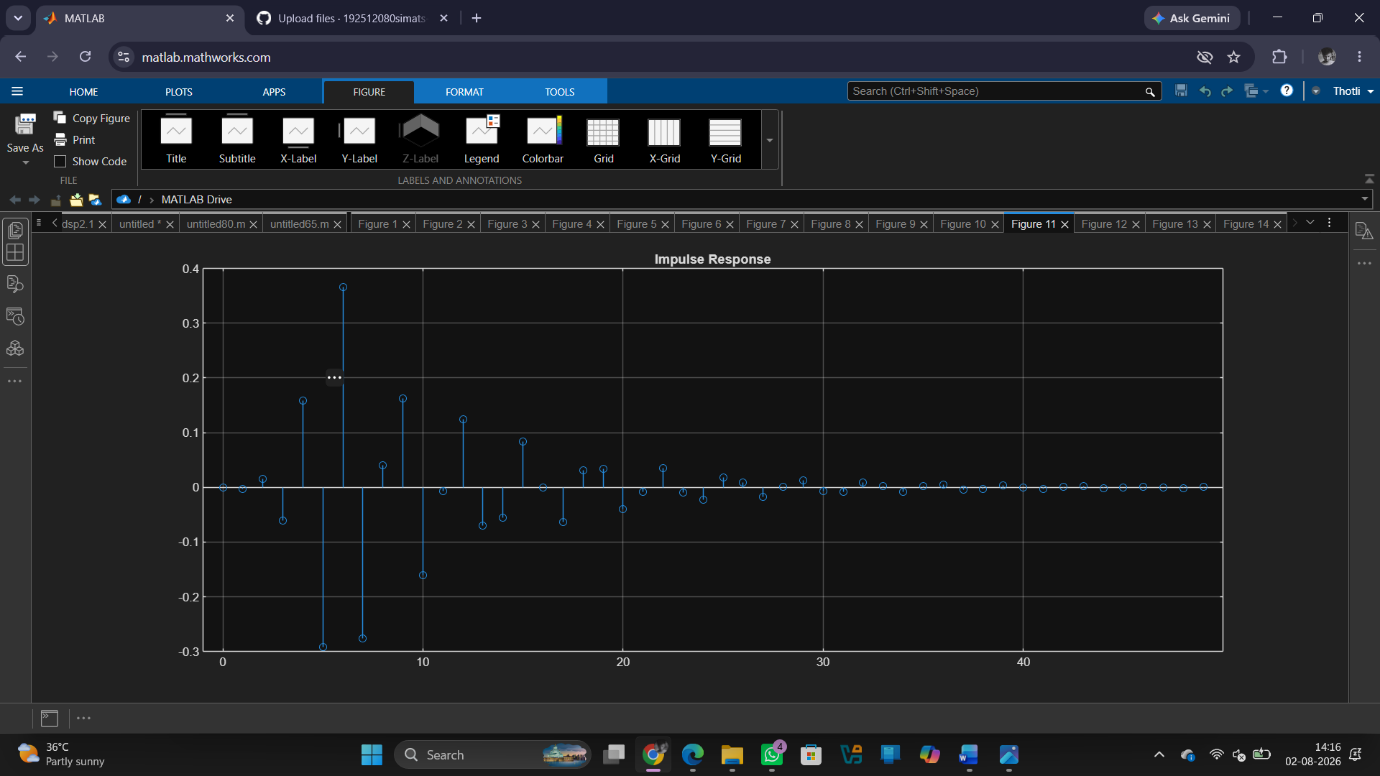 MATLAB
Upload files · 192512080simats
Ask Gemini
matlab.mathworks.com
HOME PLOTS APPS FIGURE FORMAT TOOLS
Search (Ctrl+Shift+Space)
Thotli
Save As
Copy Figure
Print
Show Code
FILE
Title Subtitle X-Label Y-Label Z-Label Legend Colorbar Grid X-Grid Y-Grid
LABELS AND ANNOTATIONS
/ › MATLAB Drive
dsp2.1 untitled * untitled80.m untitled65.m Figure 1 Figure 2 Figure 3 Figure 4 Figure 5 Figure 6 Figure 7 Figure 8 Figure 9 Figure 10 Figure 11 Figure 12 Figure 13 Figure 14
Impulse Response
0.4
0.3
0.2
0.1
0
-0.1
-0.2
-0.3
0 10 20 30 40
36°C
Partly sunny
Search
4
14:16
02-08-2026